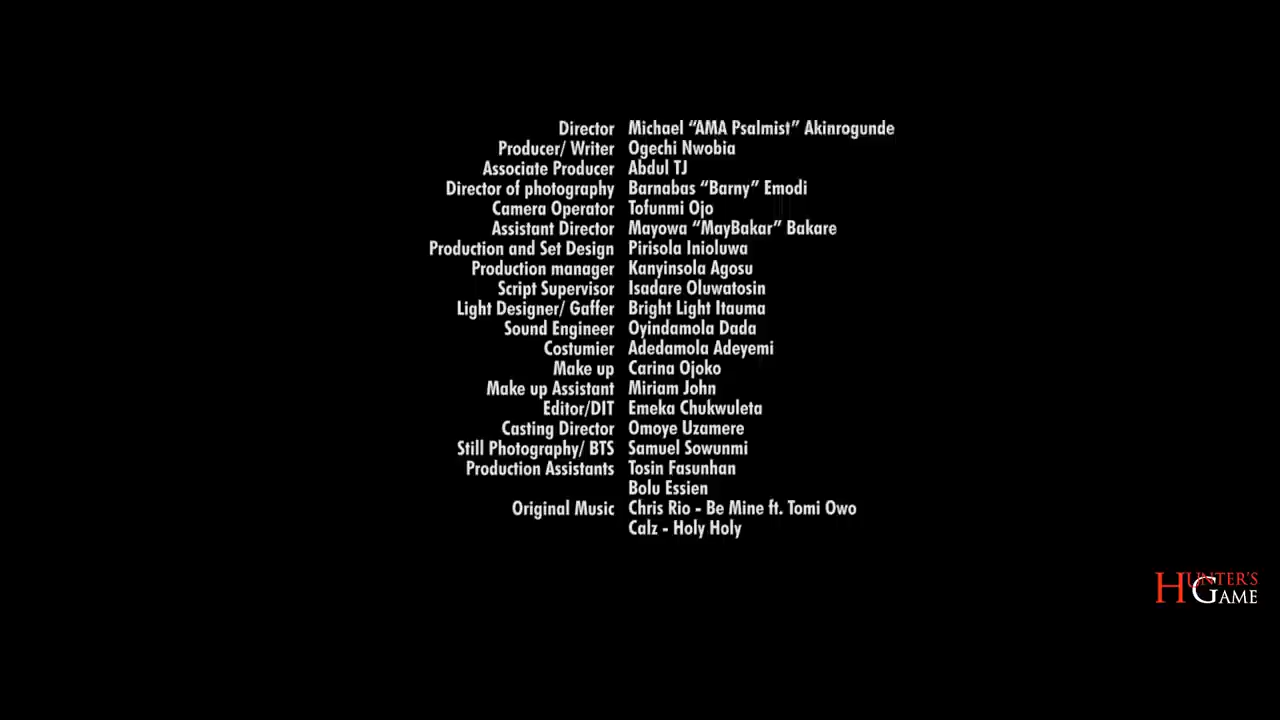 Director Michael “AMA Psalmist” Akinrogunde
Producer/ Writer Ogechi Nwobia
Associate Producer Abdul TJ
Director of photography Barnabas “Barny” Emodi
Camera Operator Tofunmi Ojo
Assistant Director Mayowa “MayBakar” Bakare
Production and Set Design Pirisola Inioluwa
Production manager Kanyinsola Agosu
Script Supervisor Isadare Oluwatosin
Light Designer/ Gaffer Bright Light Itauma
Sound Engineer Oyindamola Dada
Costumier Adedamola Adeyemi
Make up Carina Ojoko
Make up Assistant Miriam John
Editor/DIT Emeka Chukwuleta
Casting Director Omoye Uzamere
Still Photography/ BTS Samuel Sowunmi
Production Assistants Tosin Fasunhan
Bolu Essien
Original Music Chris Rio - Be Mine ft. Tomi Owo
Calz - Holy Holy
HUNTER'S
GAME